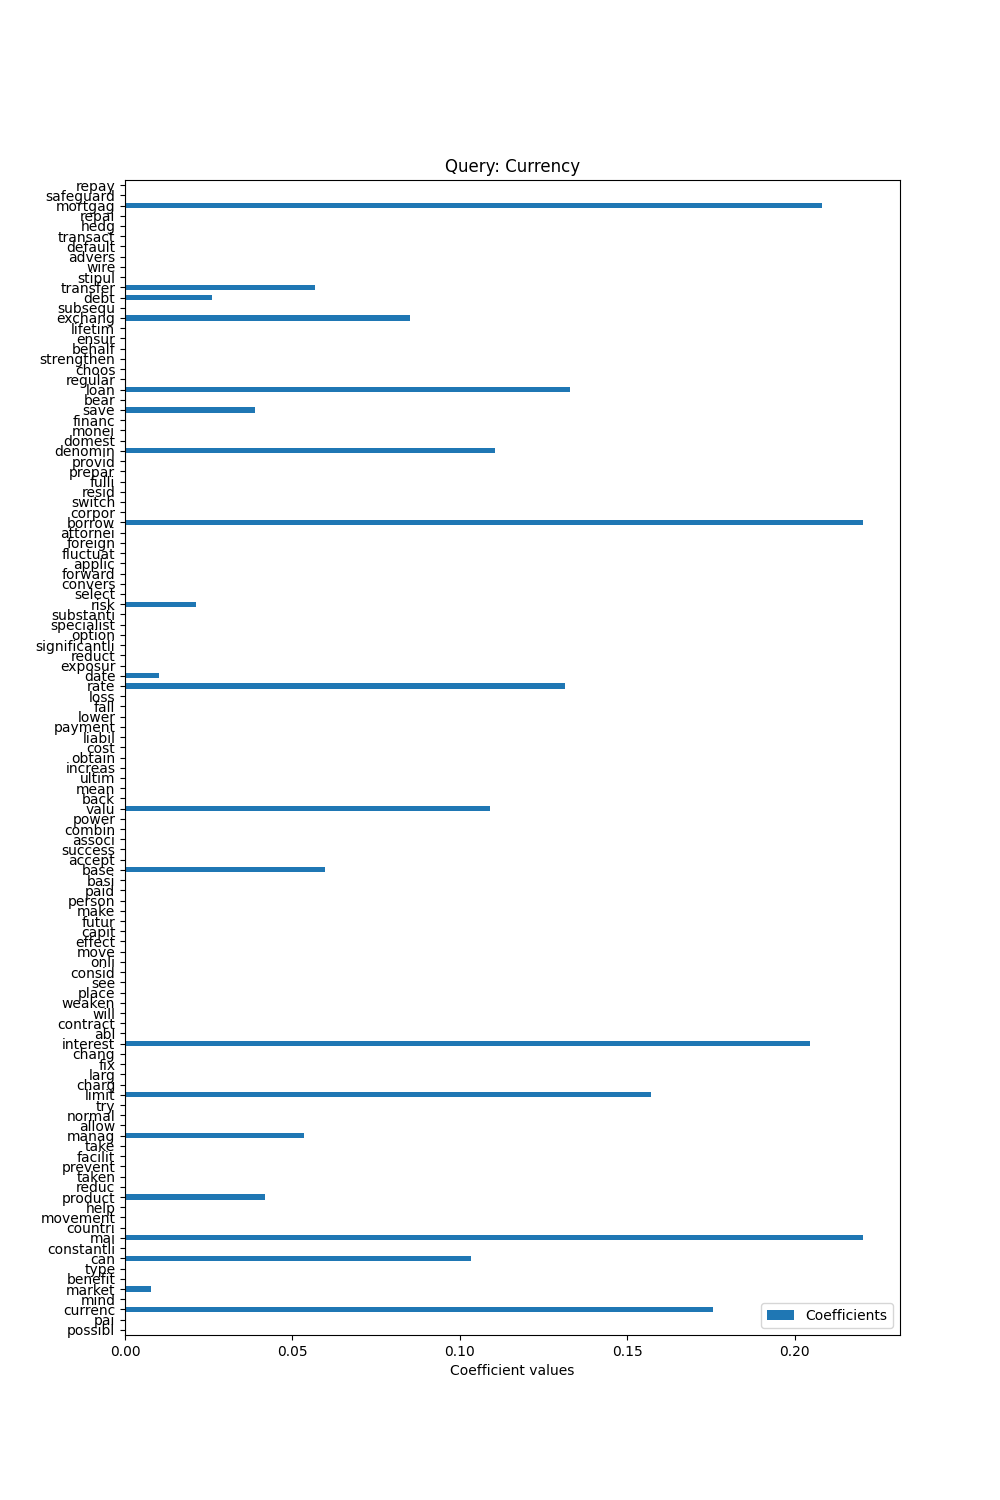 Query: Currency
repay
safeguard
mortgag
repai
hedg
transact
default
advers
wire
stipul
transfer
debt
subsequ
exchang
lifetim
ensur
behalf
strengthen
choos
regular
loan
bear
save
financ
monei
domest
denomin
provid
prepar
fulli
resid
switch
corpor
borrow
attornei
foreign
fluctuat
applic
forward
convers
select
risk
substanti
specialist
option
significantli
reduct
exposur
date
rate
loss
fall
lower
payment
liabil
cost
obtain
increas
ultim
mean
back
valu
power
combin
associ
success
accept
base
basi
paid
person
make
futur
capit
effect
move
onli
consid
see
place
weaken
will
contract
abl
interest
chang
fix
larg
charg
limit
try
normal
allow
manag
take
facilit
prevent
taken
reduc
product
help
movement
countri
mai
constantli
can
type
benefit
market
mind
currenc
pai
possibl
Coefficients
0.00 0.05 0.10 0.15 0.20
Coefficient values